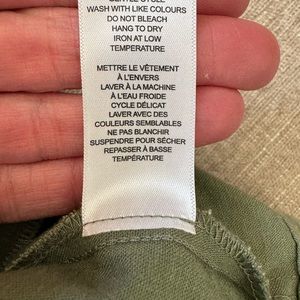 GENTLE CYCLE
WASH WITH LIKE COLOURS
DO NOT BLEACH
HANG TO DRY
IRON AT LOW
TEMPERATURE
METTRE LE VÊTEMENT
À L'ENVERS
LAVER À LA MACHINE
À L'EAU FROIDE
CYCLE DÉLICAT
LAVER AVEC DES
COULEURS SEMBLABLES
NE PAS BLANCHIR
SUSPENDRE POUR SÉCHER
REPASSER À BASSE
TEMPÉRATURE